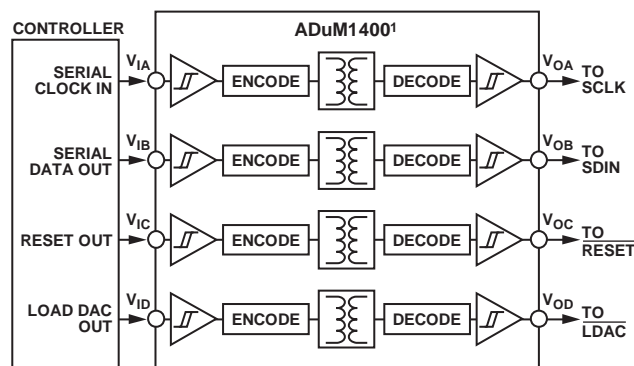 CONTROLLER
ADuM1400¹
SERIAL
CLOCK IN
V_IA
ENCODE
DECODE
V_OA
TO
SCLK
SERIAL
DATA OUT
V_IB
ENCODE
DECODE
V_OB
TO
SDIN
RESET OUT
V_IC
ENCODE
DECODE
V_OC
TO
RESET
LOAD DAC
OUT
V_ID
ENCODE
DECODE
V_OD
TO
LDAC